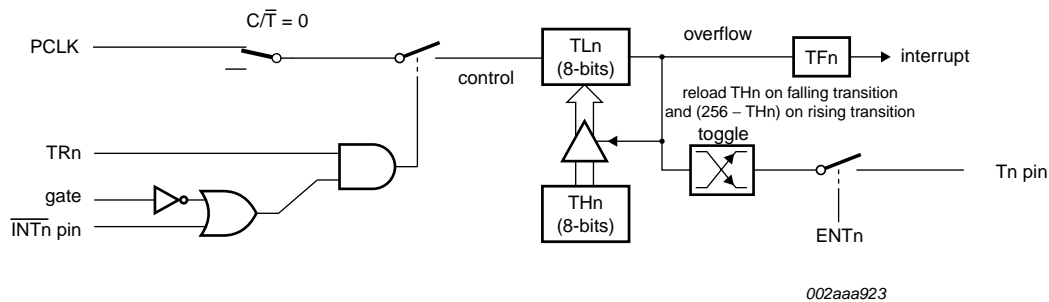 C/T̅ = 0
PCLK
control
TLn
(8-bits)
overflow
TFn
interrupt
reload THn on falling transition
and (256 – THn) on rising transition
toggle
TRn
gate
I̅N̅T̅n̅ pin
THn
(8-bits)
Tn pin
ENTn
002aaa923